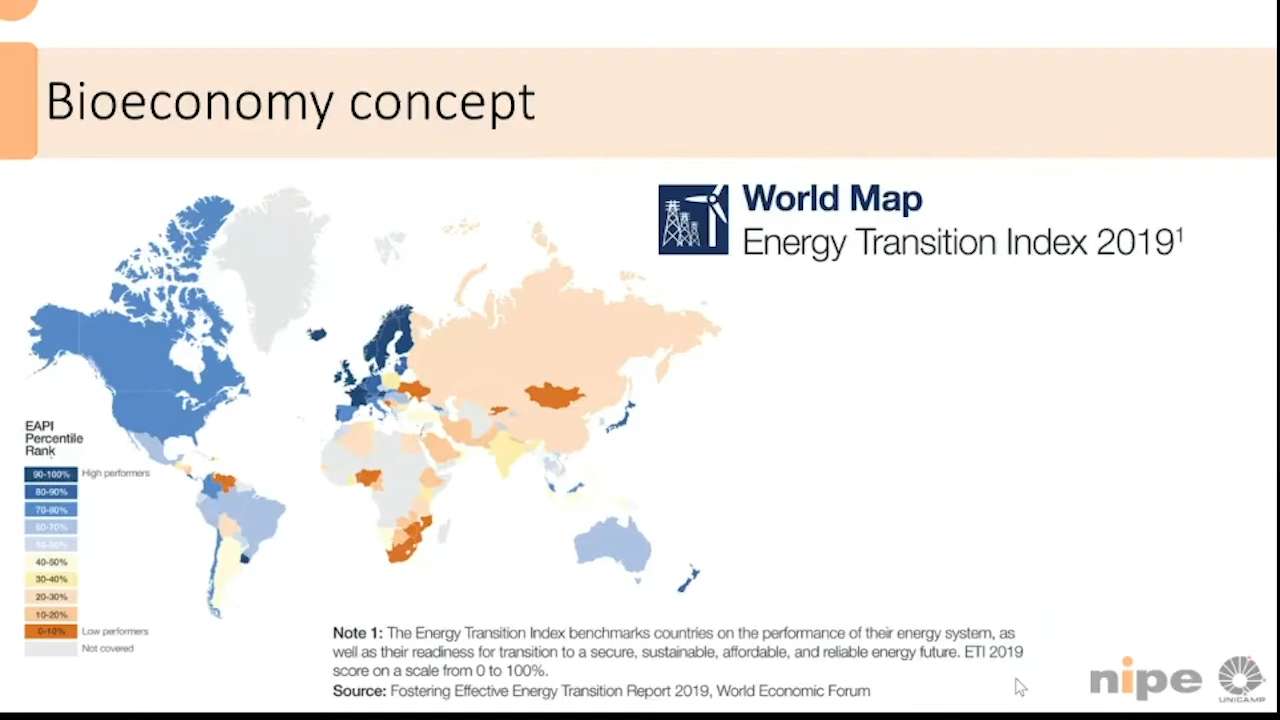 Bioeconomy concept
World Map
Energy Transition Index 2019¹
EAPI
Percentile
Rank
90-100% High performers
80-90%
70-80%
60-70%
50-60%
40-50%
30-40%
20-30%
10-20%
0-10% Low performers
Not covered
Note 1: The Energy Transition Index benchmarks countries on the performance of their energy system, as
well as their readiness for transition to a secure, sustainable, affordable, and reliable energy future. ETI 2019
score on a scale from 0 to 100%.
Source: Fostering Effective Energy Transition Report 2019, World Economic Forum
nipe
UNICAMP